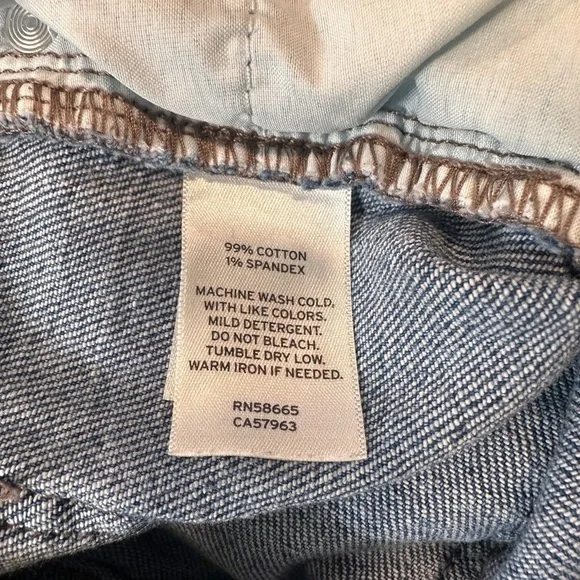 99% COTTON
1% SPANDEX
MACHINE WASH COLD.
WITH LIKE COLORS.
MILD DETERGENT.
DO NOT BLEACH.
TUMBLE DRY LOW.
WARM IRON IF NEEDED.
RN58665
CA57963